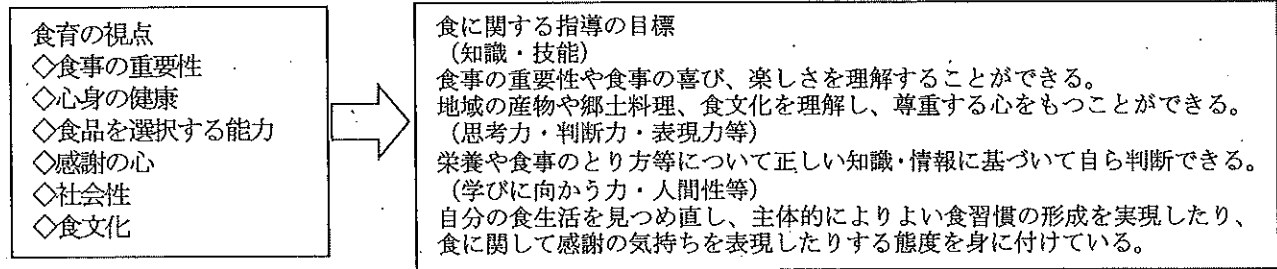 食育の視点
◇食事の重要性
◇心身の健康
◇食品を選択する能力
◇感謝の心
◇社会性
◇食文化
食に関する指導の目標
（知識・技能）
食事の重要性や食事の喜び、楽しさを理解することができる。
地域の産物や郷土料理、食文化を理解し、尊重する心をもつことができる。
（思考力・判断力・表現力等）
栄養や食事のとり方等について正しい知識・情報に基づいて自ら判断できる。
（学びに向かう力・人間性等）
自分の食生活を見つめ直し、主体的によりよい食習慣の形成を実現したり、
食に関して感謝の気持ちを表現したりする態度を身に付けている。